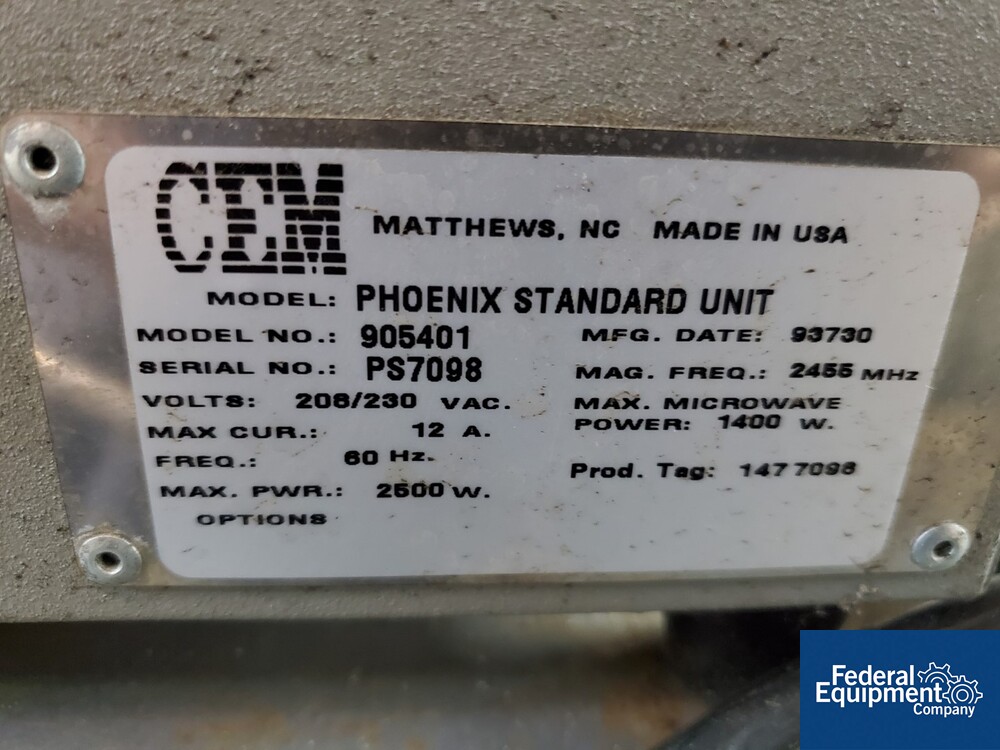 CEM
MATTHEWS, NC MADE IN USA
MODEL: PHOENIX STANDARD UNIT
MODEL NO.: 905401
MFG. DATE: 93730
SERIAL NO.: PS7098
MAG. FREQ.: 2455 MHz
VOLTS: 208/230 VAC.
MAX. MICROWAVE
POWER: 1400 W.
MAX CUR.: 12 A.
FREQ.: 60 Hz.
Prod. Tag: 1477098
MAX. PWR.: 2500 W.
OPTIONS
Federal
Equipment
Company